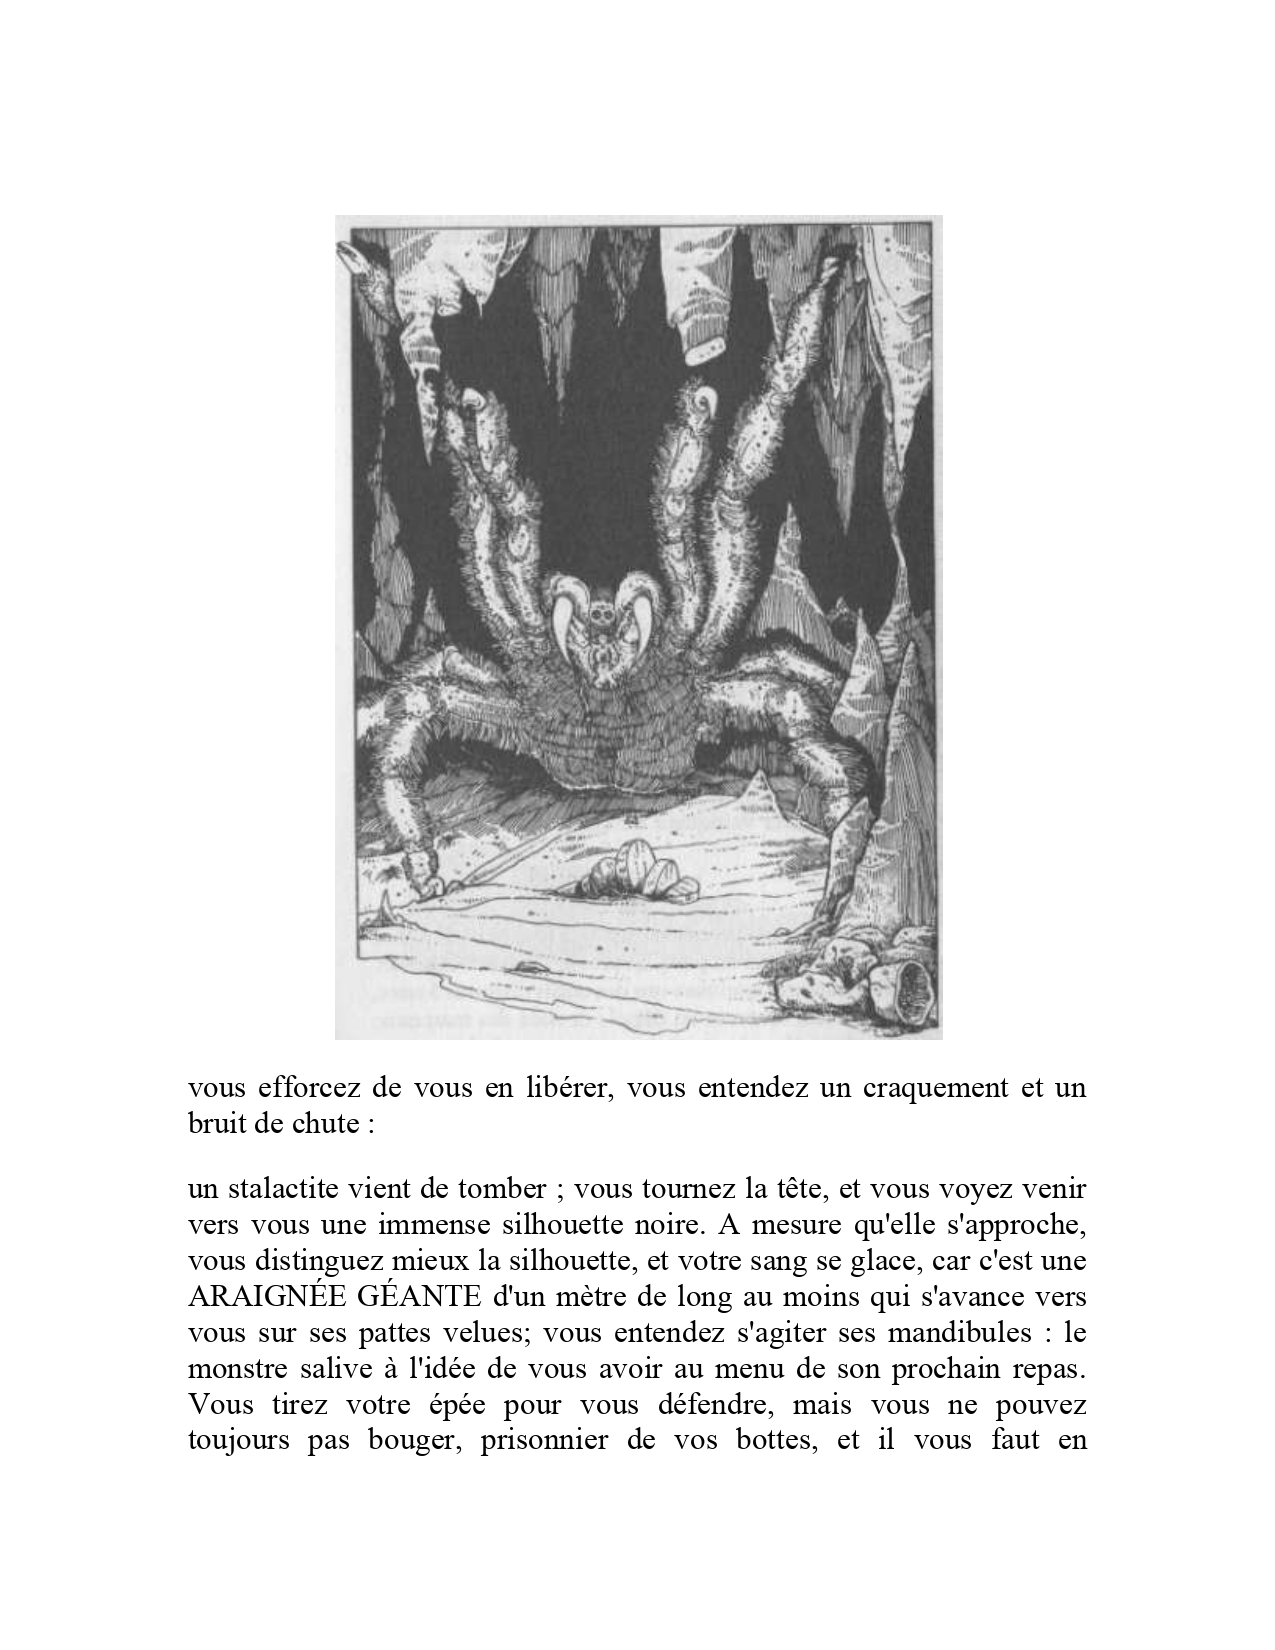 vous efforcez de vous en libérer, vous entendez un craquement et un
bruit de chute :
un stalactite vient de tomber ; vous tournez la tête, et vous voyez venir
vers vous une immense silhouette noire. A mesure qu'elle s'approche,
vous distinguez mieux la silhouette, et votre sang se glace, car c'est une
ARAIGNÉE GÉANTE d'un mètre de long au moins qui s'avance vers
vous sur ses pattes velues; vous entendez s'agiter ses mandibules : le
monstre salive à l'idée de vous avoir au menu de son prochain repas.
Vous tirez votre épée pour vous défendre, mais vous ne pouvez
toujours pas bouger, prisonnier de vos bottes, et il vous faut en